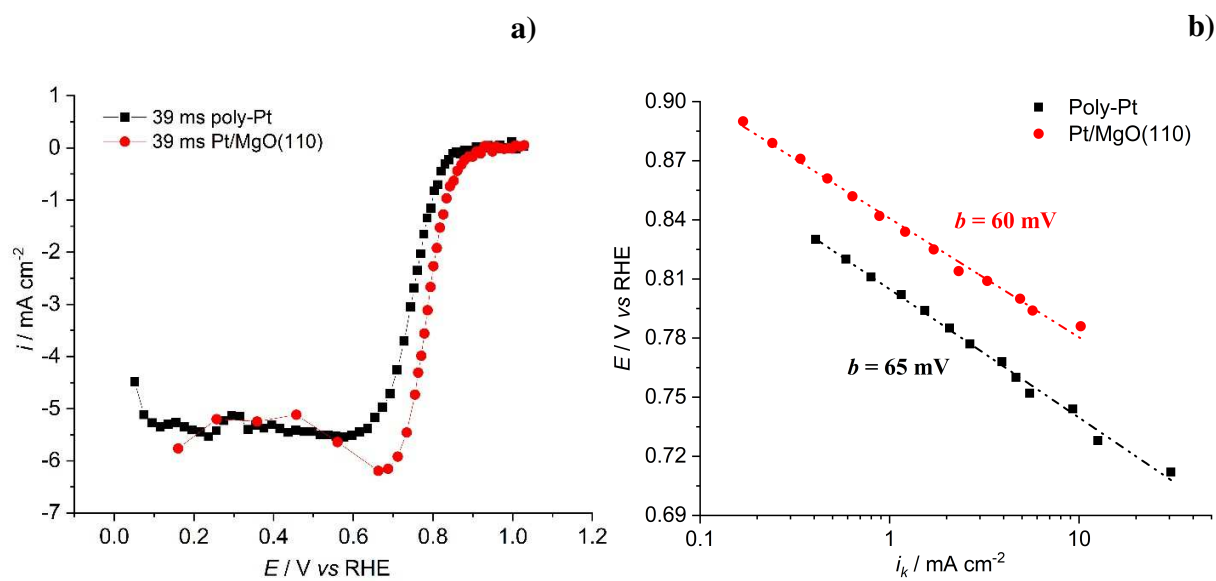 a)
1
0
-1
-2
-3
-4
-5
-6
-7
i / mA cm⁻²
39 ms poly-Pt
39 ms Pt/MgO(110)
0.0 0.2 0.4 0.6 0.8 1.0 1.2
E / V vs RHE
b)
0.90
0.87
0.84
0.81
0.78
0.75
0.72
0.69
E / V vs RHE
Poly-Pt
Pt/MgO(110)
b = 60 mV
b = 65 mV
0.1 1 10
iₖ / mA cm⁻²